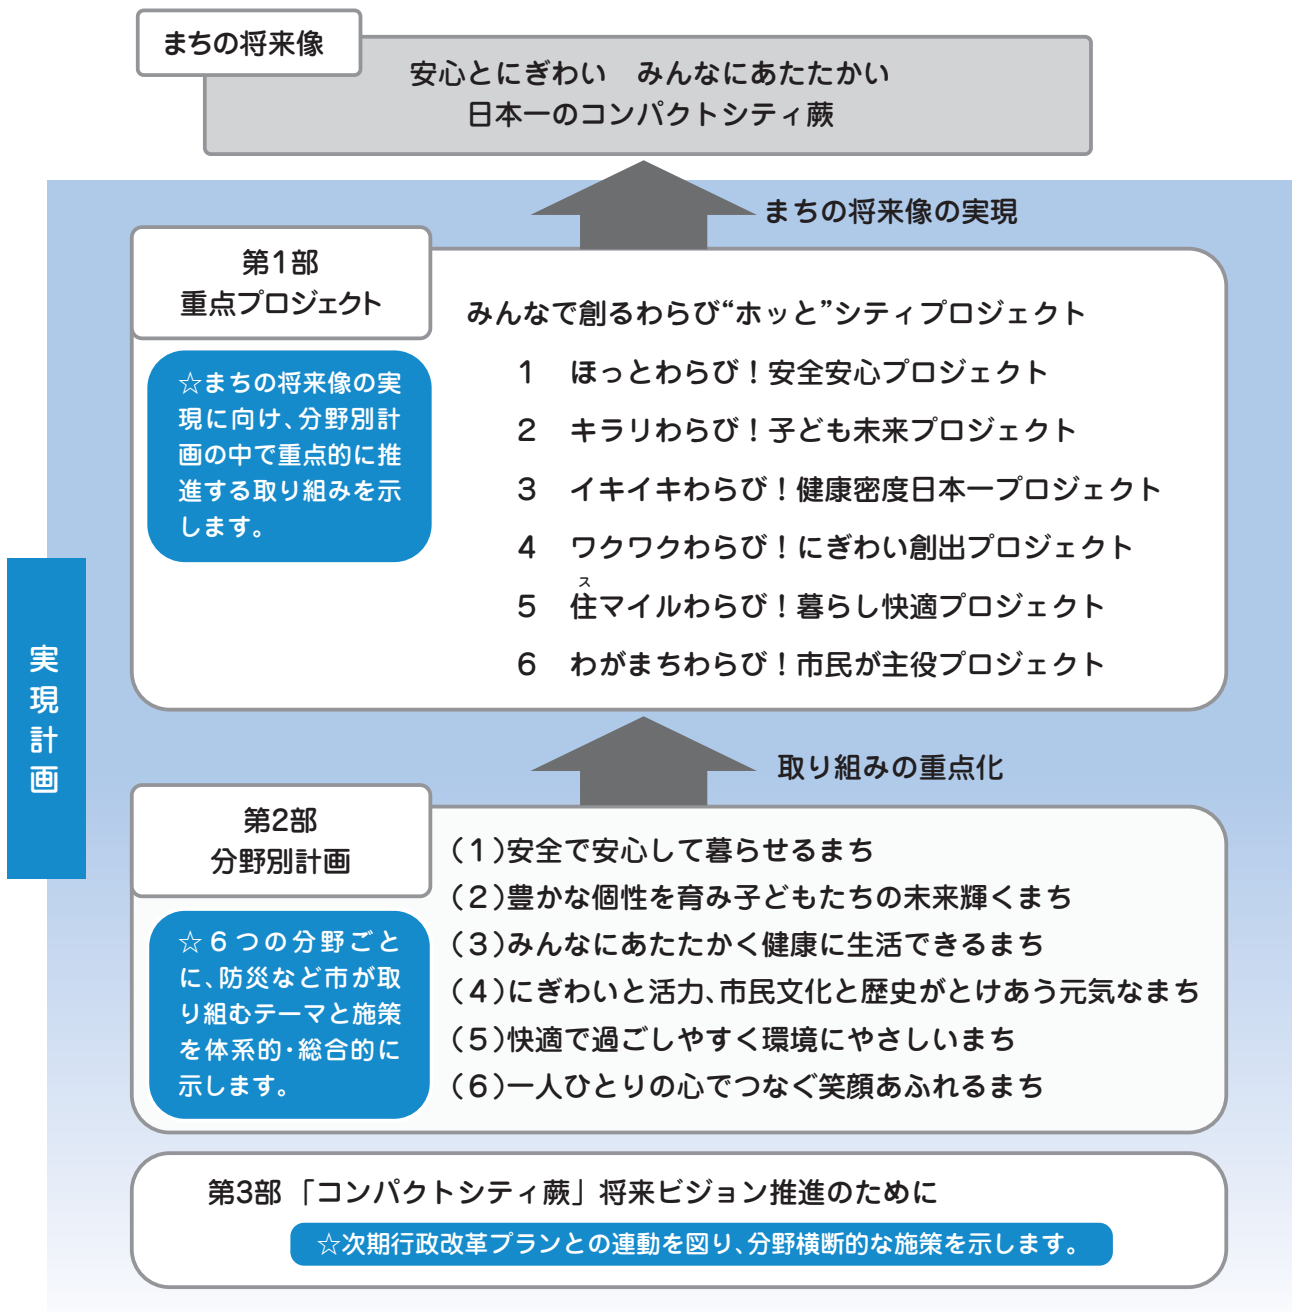 まちの将来像
安心とにぎわい　みんなにあたたかい
日本一のコンパクトシティ蕨
まちの将来像の実現
第1部
重点プロジェクト
☆まちの将来像の実
現に向け、分野別計
画の中で重点的に推
進する取り組みを示
します。
みんなで創るわらび“ホッと”シティプロジェクト
1　ほっとわらび！安全安心プロジェクト
2　キラリわらび！子ども未来プロジェクト
3　イキイキわらび！健康密度日本一プロジェクト
4　ワクワクわらび！にぎわい創出プロジェクト
ス
5　住マイルわらび！暮らし快適プロジェクト
6　わがまちわらび！市民が主役プロジェクト
実現計画
取り組みの重点化
第2部
分野別計画
☆６つの分野ごと
に、防災など市が取
り組むテーマと施策
を体系的・総合的に
示します。
（１）安全で安心して暮らせるまち
（２）豊かな個性を育み子どもたちの未来輝くまち
（３）みんなにあたたかく健康に生活できるまち
（４）にぎわいと活力、市民文化と歴史がとけあう元気なまち
（５）快適で過ごしやすく環境にやさしいまち
（６）一人ひとりの心でつなぐ笑顔あふれるまち
第3部「コンパクトシティ蕨」将来ビジョン推進のために
☆次期行政改革プランとの連動を図り、分野横断的な施策を示します。